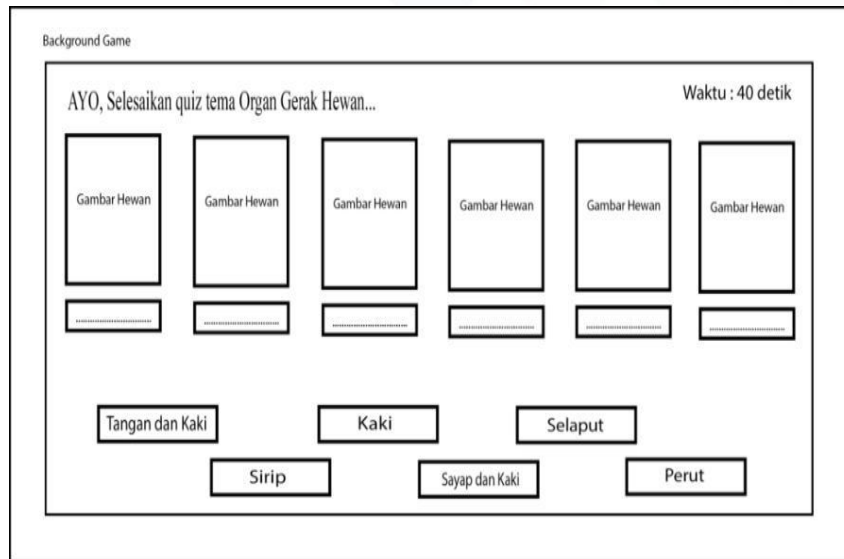 Background Game
AYO, Selesaikan quiz tema Organ Gerak Hewan...
Waktu : 40 detik
Gambar Hewan
Gambar Hewan
Gambar Hewan
Gambar Hewan
Gambar Hewan
Gambar Hewan
................................
................................
................................
................................
................................
................................
Tangan dan Kaki
Kaki
Selaput
Sirip
Sayap dan Kaki
Perut